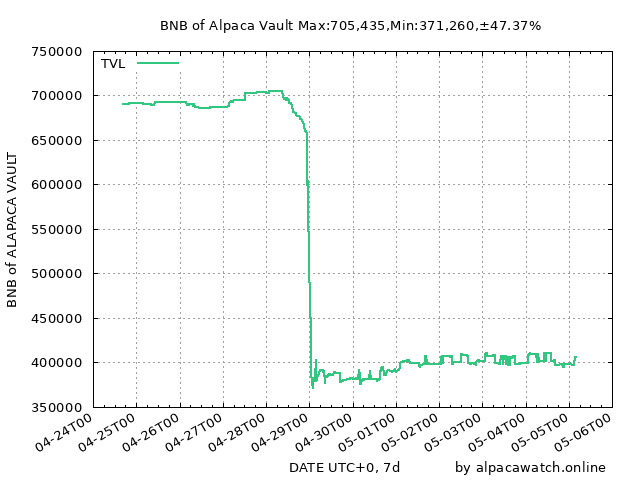 BNB of Alpaca Vault Max:705,435,Min:371,260,±47.37%
TVL
750000
700000
650000
600000
550000
500000
450000
400000
350000
BNB of ALAPACA VAULT
04-24T00
04-25T00
04-26T00
04-27T00
04-28T00
04-29T00
04-30T00
05-01T00
05-02T00
05-03T00
05-04T00
05-05T00
05-06T00
DATE UTC+0, 7d
by alpacawatch.online